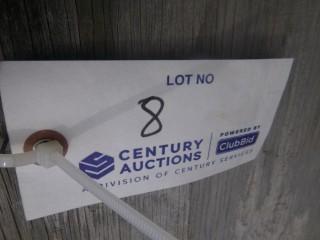 LOT NO
8
CENTURY AUCTIONS
POWERED BY
ClubBid
A DIVISION OF CENTURY SERVICES